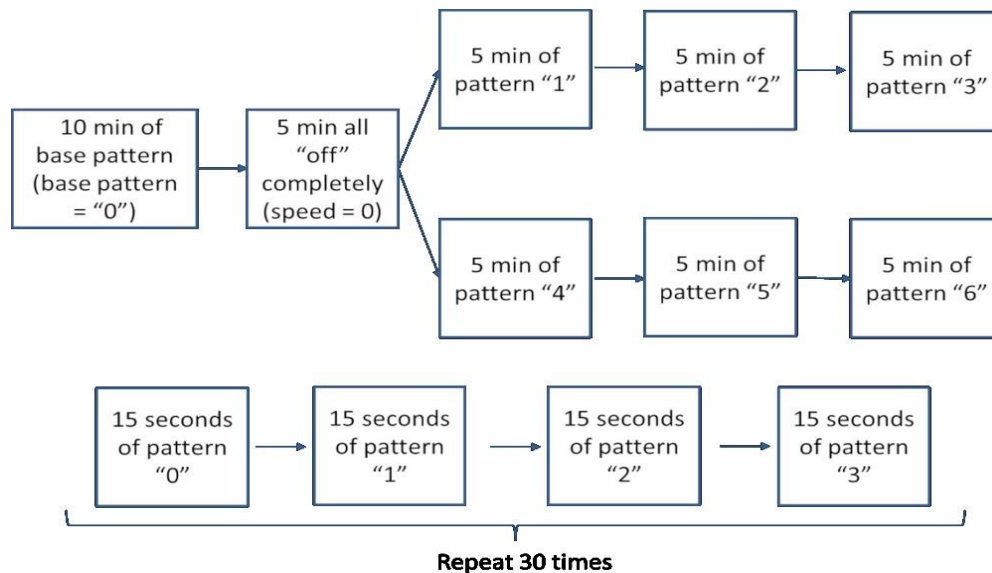 10 min of
base pattern
(base pattern
= “0”)
5 min all
“off”
completely
(speed = 0)
5 min of
pattern “1”
5 min of
pattern “2”
5 min of
pattern “3”
5 min of
pattern “4”
5 min of
pattern “5”
5 min of
pattern “6”
15 seconds
of pattern
“0”
15 seconds
of pattern
“1”
15 seconds
of pattern
“2”
15 seconds
of pattern
“3”
Repeat 30 times